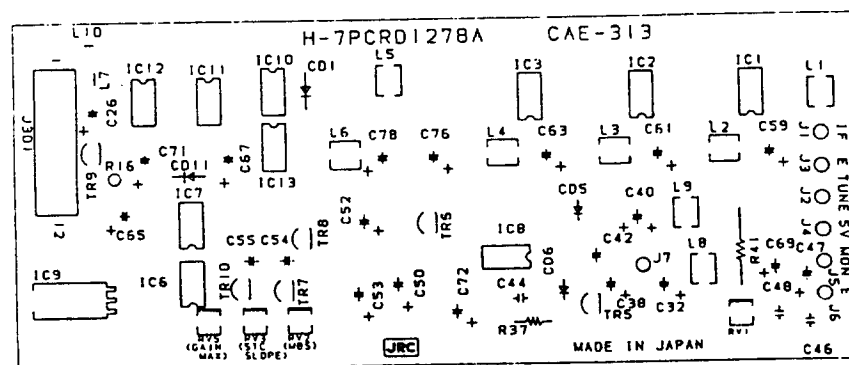 L10
H-7PCRD1278A
CAE-313
IC12
IC11
IC10
CD1
L5
IC3
IC2
IC1
L1
L7
C26
J301
J1
IF
E
TUNE
5V
MON
E
C71
C67
L6
C78
C76
L4
C63
L3
C61
L2
C59
R16
CD11
IC13
TR9
J3
IC7
C52
CD5
C40
L9
J2
C65
12
TR8
TR6
J4
C55
C54
IC8
C42
J7
L8
R41
C69
C47
IC9
IC6
TR10
TR7
C53
C50
C72
C44
CD6
C38
C32
C48
J5
TR5
R37
J6
RV5
(GAIN
MAX)
RV3
(STC
SLOPE)
RV2
(MBS)
JRC
MADE IN JAPAN
RV1
C46